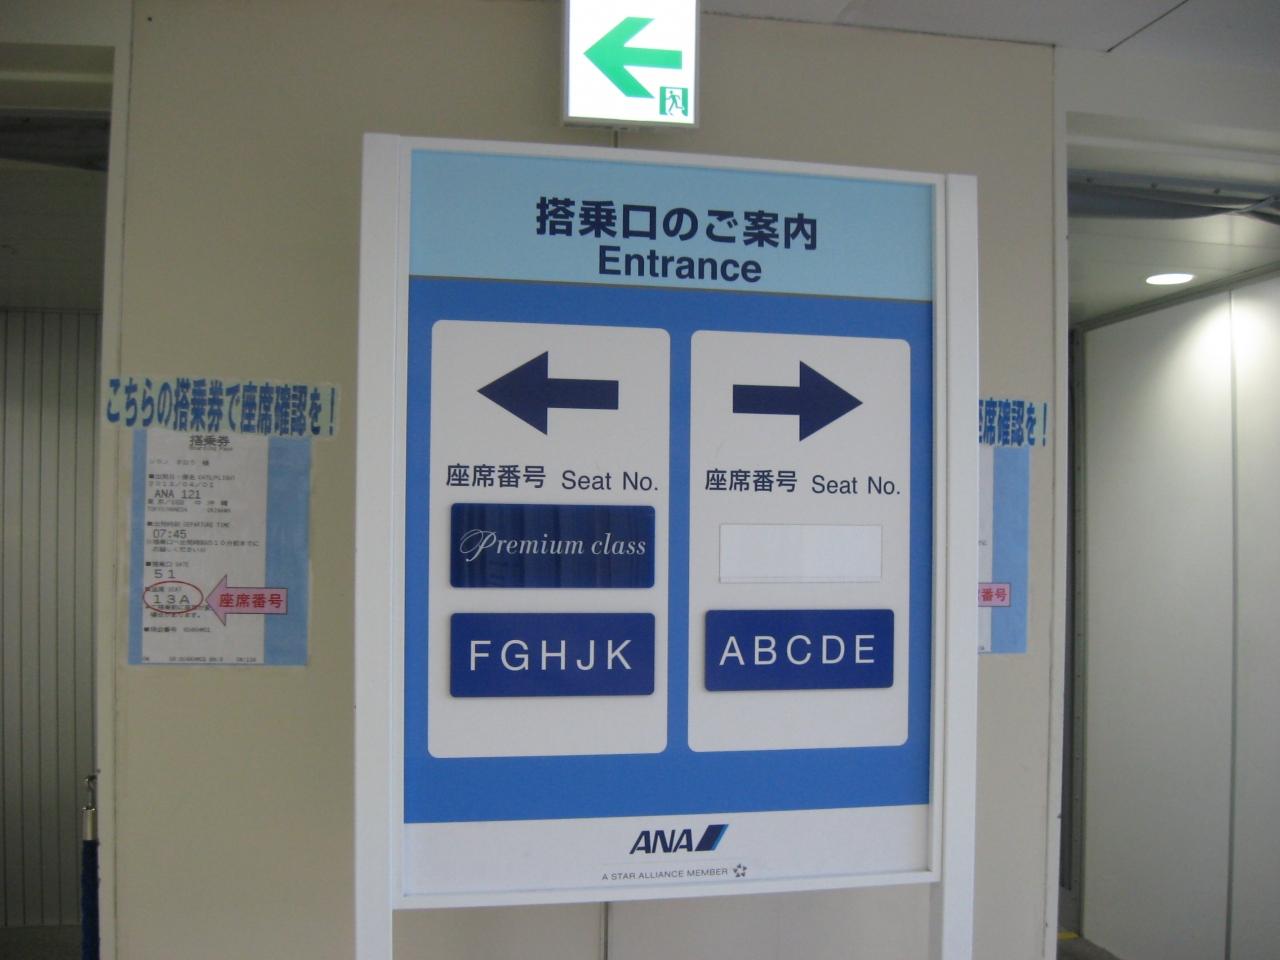 搭乗口のご案内
Entrance
座席番号 Seat No.
Premium class
FGHJK
座席番号 Seat No.
ABCDE
ANA
A STAR ALLIANCE MEMBER
こちらの搭乗券で座席確認を!
搭乗券
ANA 121
07:45
51
13A
座席番号
席確認を!
番号